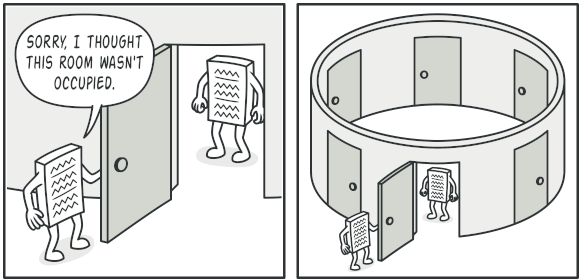 SORRY, I THOUGHT
THIS ROOM WASN'T
OCCUPIED.